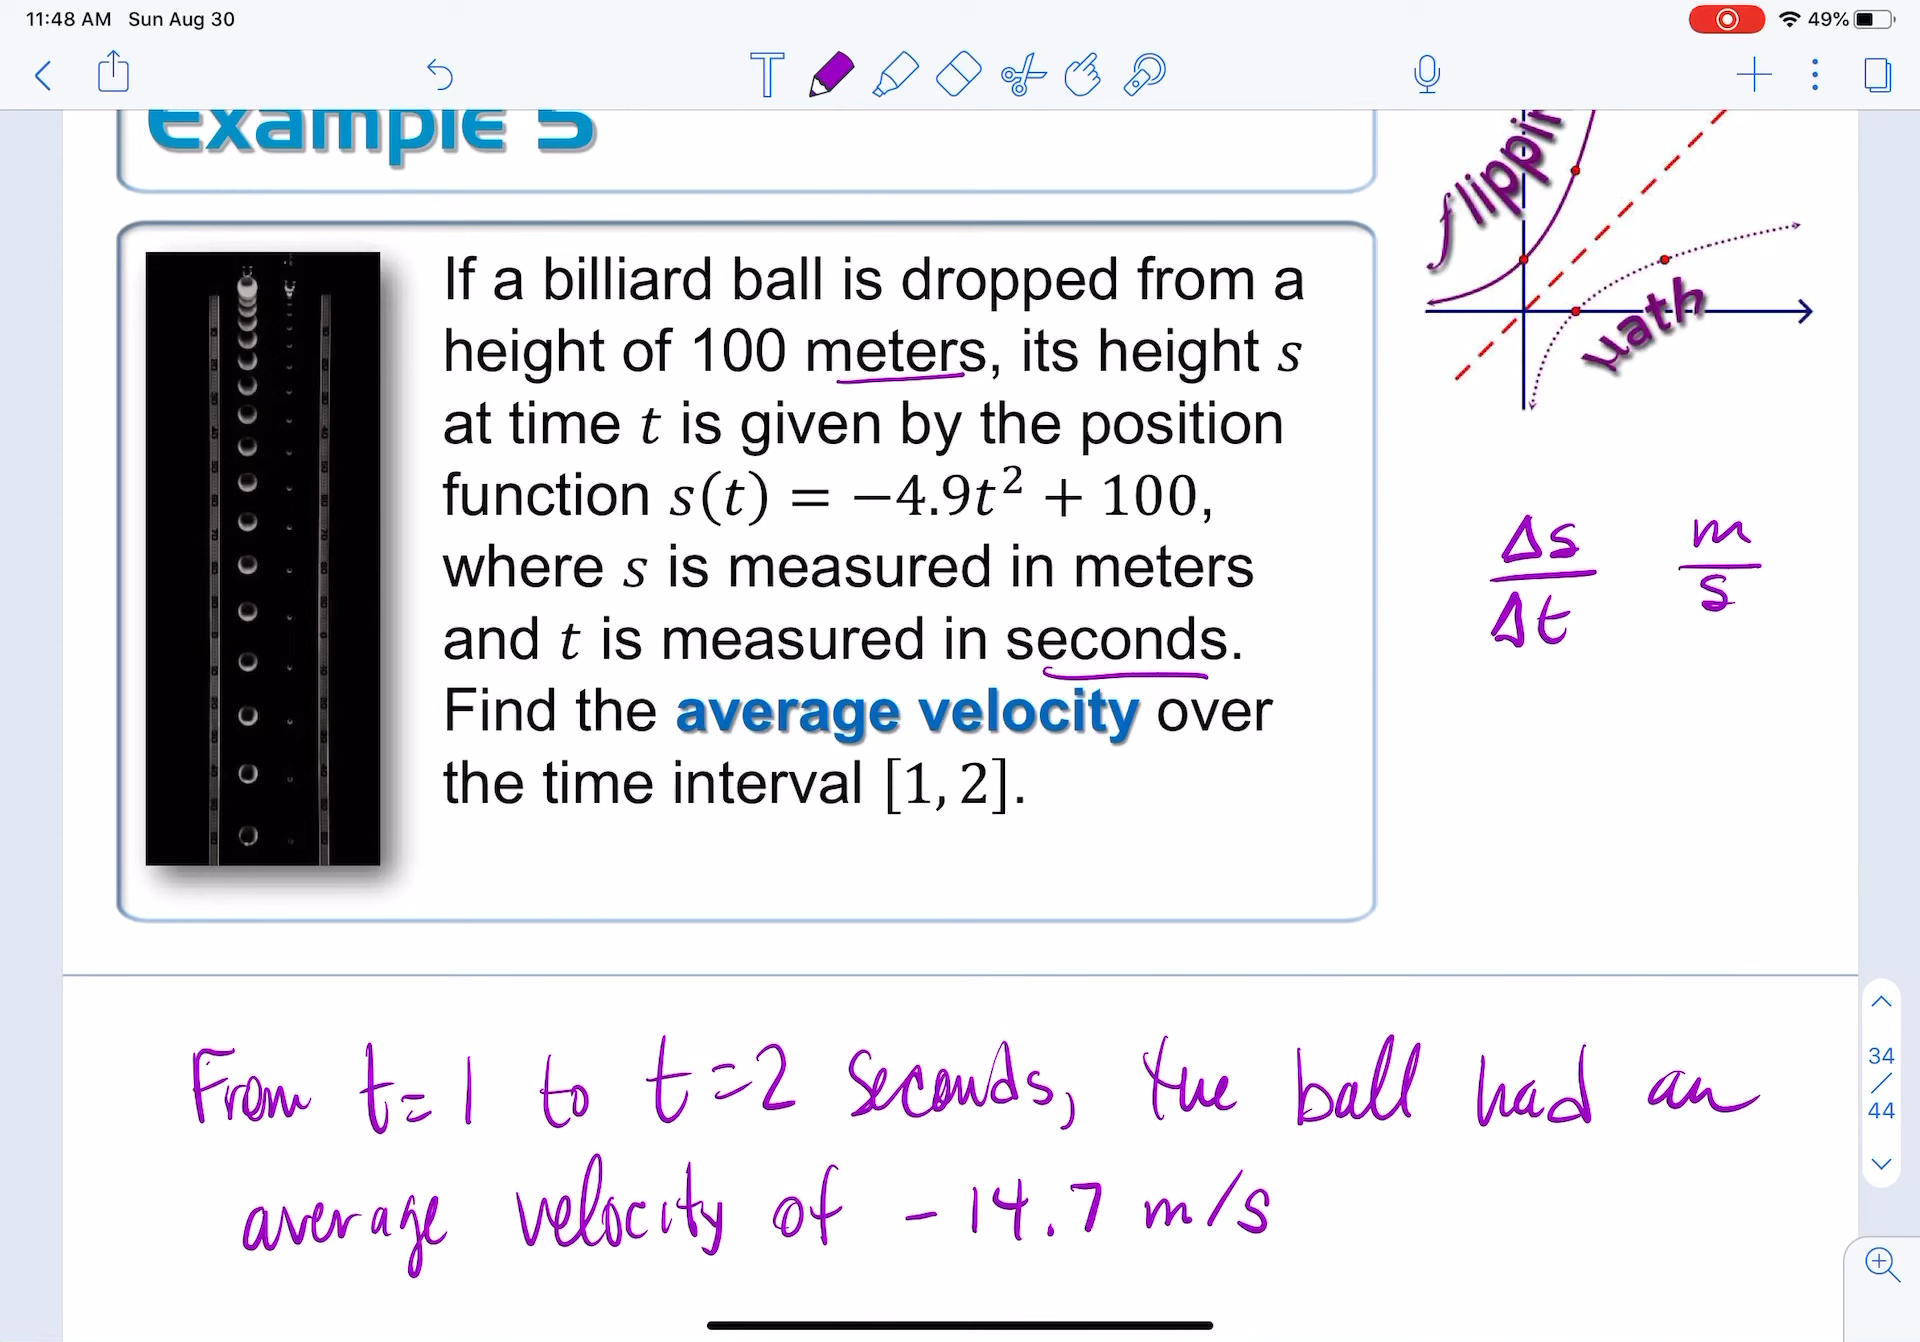 11:48 AM Sun Aug 30
49%
Example 5
flippin
math
If a billiard ball is dropped from a
height of 100 meters, its height s
at time t is given by the position
function s(t) = −4.9t² + 100,
where s is measured in meters
and t is measured in seconds.
Find the average velocity over
the time interval [1, 2].
Δs/Δt m/s
34
/
44
From t=1 to t=2 seconds, the ball had an
average velocity of -14.7 m/s